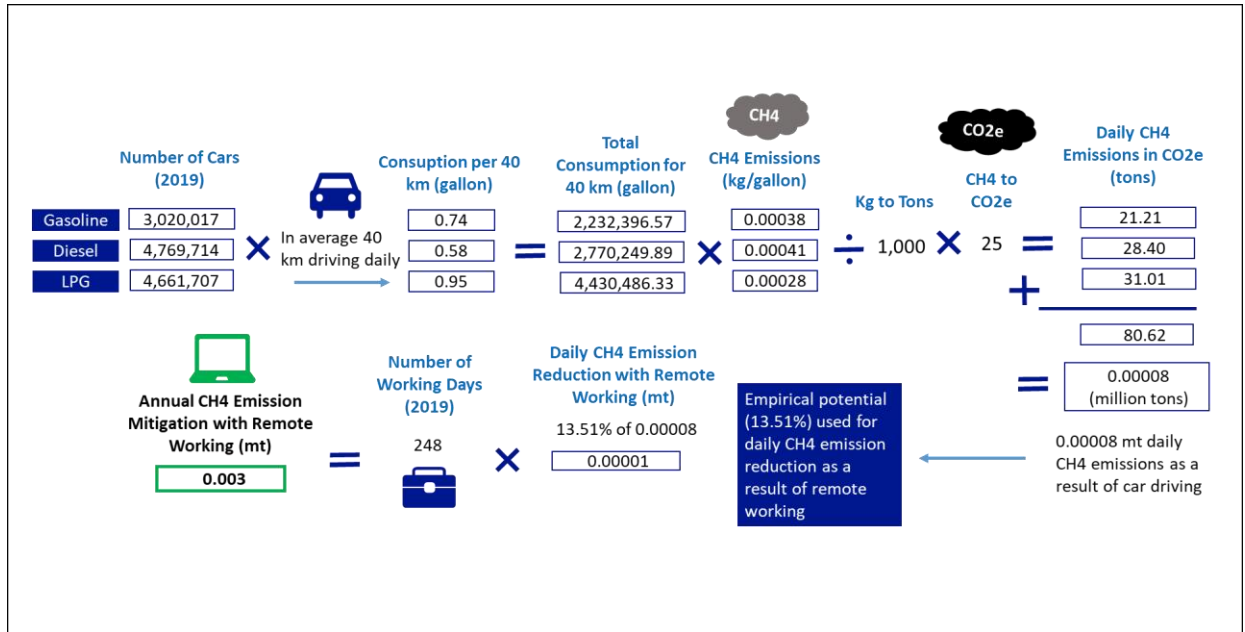 CH4
CO2e
Number of Cars
(2019)
Consuption per 40
km (gallon)
Total
Consumption for
40 km (gallon)
CH4 Emissions
(kg/gallon)
Kg to Tons
CH4 to
CO2e
Daily CH4
Emissions in CO2e
(tons)
Gasoline 3,020,017 0.74 2,232,396.57 0.00038 21.21
Diesel 4,769,714 × In average 40 0.58 = 2,770,249.89 × 0.00041 ÷ 1,000 × 25 = 28.40
km driving daily
LPG 4,661,707 0.95 4,430,486.33 0.00028 31.01
+
80.62
= 0.00008
(million tons)
Annual CH4 Emission
Mitigation with Remote
Working (mt)
0.003
=
Number of
Working Days
(2019)
248
×
Daily CH4 Emission
Reduction with Remote
Working (mt)
13.51% of 0.00008
0.00001
Empirical potential
(13.51%) used for
daily CH4 emission
reduction as a
result of remote
working
0.00008 mt daily
CH4 emissions as a
result of car driving